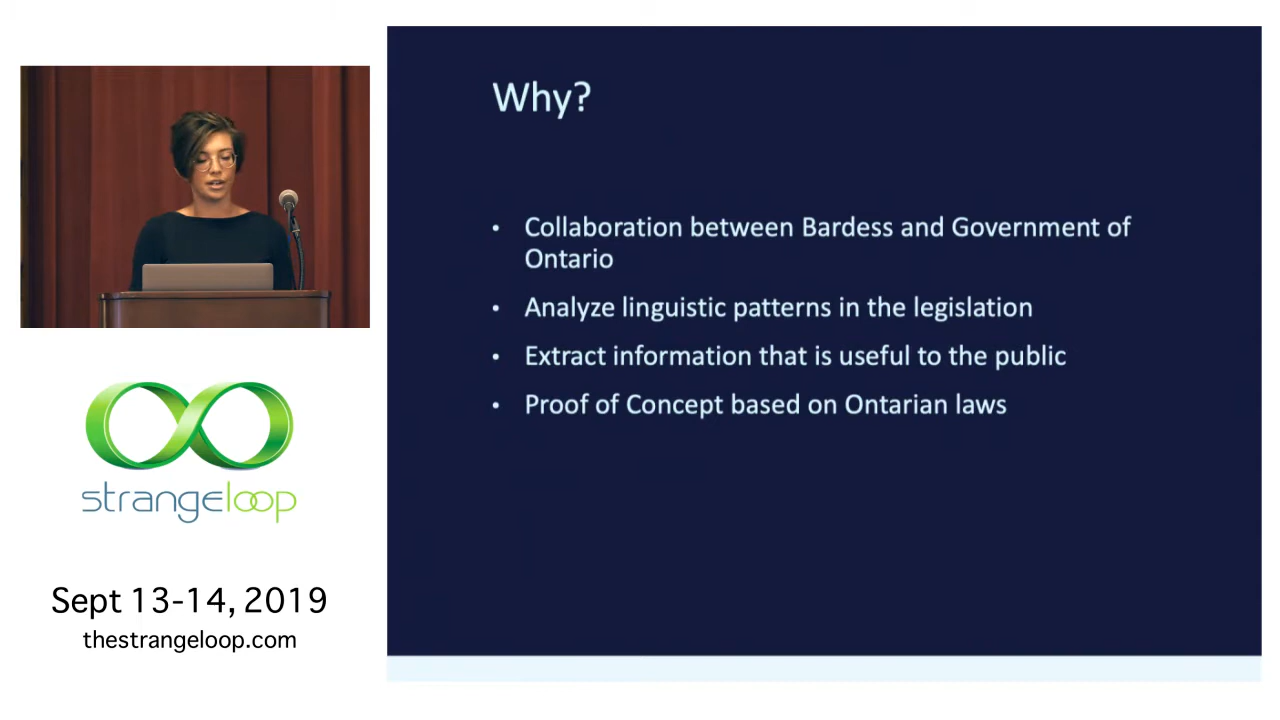 Why?
• Collaboration between Bardess and Government of
Ontario
• Analyze linguistic patterns in the legislation
• Extract information that is useful to the public
• Proof of Concept based on Ontarian laws
strangeloop
Sept 13-14, 2019
thestrangeloop.com